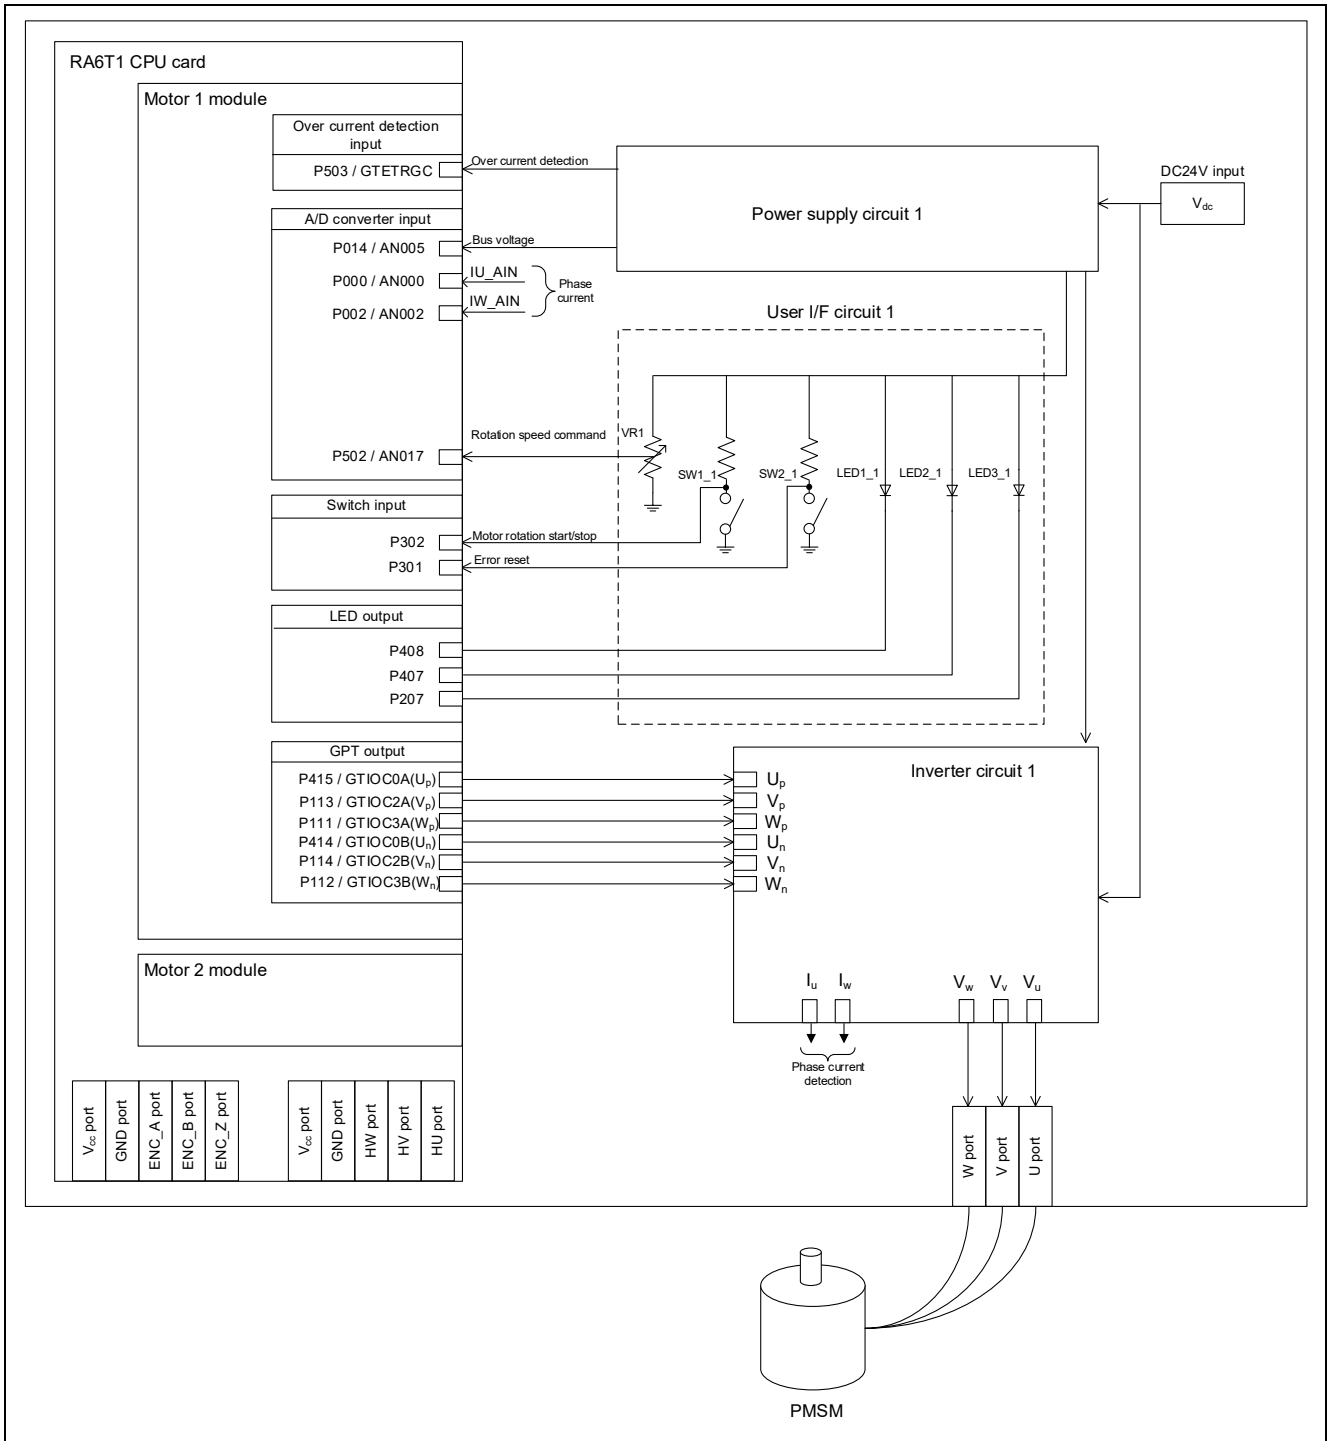 RA6T1 CPU card
Motor 1 module
Over current detection
input
P503 / GTETRGC
Over current detection
A/D converter input
P014 / AN005
Bus voltage
P000 / AN000
IU_AIN
P002 / AN002
IW_AIN
Phase
current
P502 / AN017
Rotation speed command
Switch input
P302
Motor rotation start/stop
P301
Error reset
LED output
P408
P407
P207
GPT output
P415 / GTIOC0A(Up)
P113 / GTIOC2A(Vp)
P111 / GTIOC3A(Wp)
P414 / GTIOC0B(Un)
P114 / GTIOC2B(Vn)
P112 / GTIOC3B(Wn)
Motor 2 module
Vcc port
GND port
ENC_A port
ENC_B port
ENC_Z port
Vcc port
GND port
HW port
HV port
HU port
Power supply circuit 1
DC24V input
Vdc
User I/F circuit 1
VR1
SW1_1
SW2_1
LED1_1
LED2_1
LED3_1
Inverter circuit 1
Up
Vp
Wp
Un
Vn
Wn
Iu
Iw
Vw
Vv
Vu
Phase current
detection
W port
V port
U port
PMSM